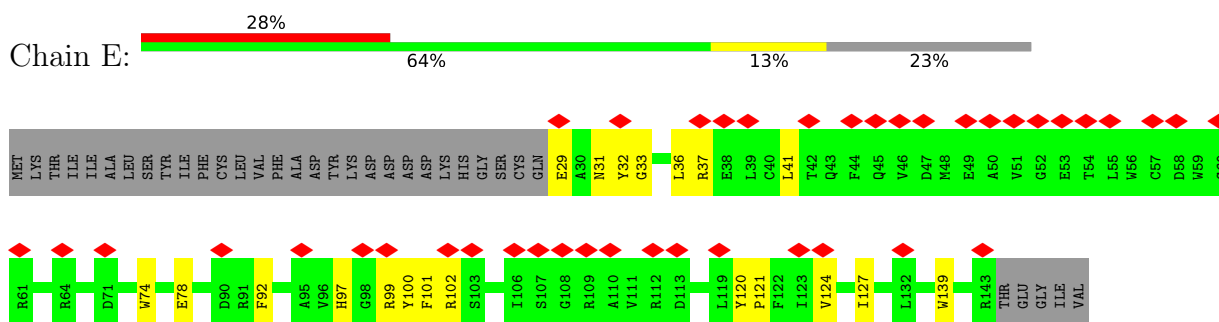 28%
Chain E:
64% 13% 23%
MET LYS THR ILE ILE ALA LEU SER TYR ILE PHE CYS LEU VAL PHE ALA ASP TYR LYS ASP ASP ASP ASP LYS HIS GLY SER CYS GLN E29 A30 N31 Y32 G33 L36 R37 E38 L39 C40 L41 T42 Q43 F44 Q45 V46 D47 M48 E49 A50 V51 G52 E53 T54 L55 W56 C57 D58 W59
R61 R64 D71 W74 E78 D90 R91 F92 A95 V96 H97 G98 R99 Y100 F101 R102 S103 I106 S107 G108 R109 A110 V111 R112 D113 L119 Y120 P121 F122 I123 V124 I127 L132 W139 R143 THR GLU GLY ILE VAL